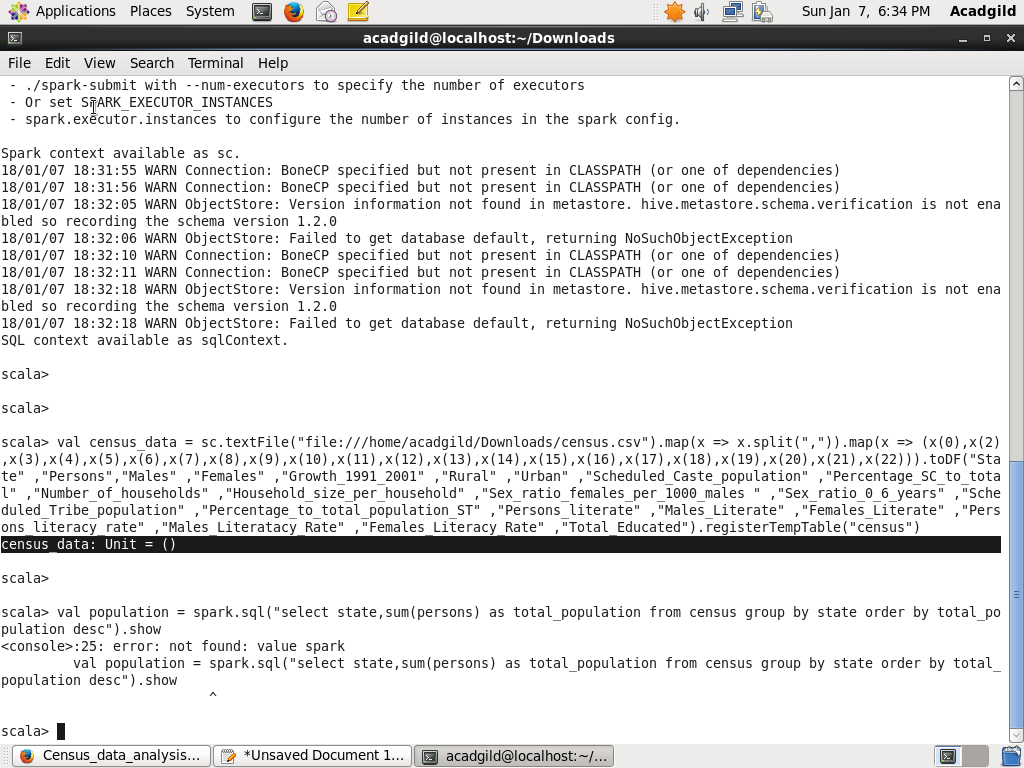 Applications Places System Sun Jan 7, 6:34 PM Acadgild
acadgild@localhost:~/Downloads
File Edit View Search Terminal Help
- ./spark-submit with --num-executors to specify the number of executors
- Or set SPARK_EXECUTOR_INSTANCES
- spark.executor.instances to configure the number of instances in the spark config.
Spark context available as sc.
18/01/07 18:31:55 WARN Connection: BoneCP specified but not present in CLASSPATH (or one of dependencies)
18/01/07 18:31:56 WARN Connection: BoneCP specified but not present in CLASSPATH (or one of dependencies)
18/01/07 18:32:05 WARN ObjectStore: Version information not found in metastore. hive.metastore.schema.verification is not ena
bled so recording the schema version 1.2.0
18/01/07 18:32:06 WARN ObjectStore: Failed to get database default, returning NoSuchObjectException
18/01/07 18:32:10 WARN Connection: BoneCP specified but not present in CLASSPATH (or one of dependencies)
18/01/07 18:32:11 WARN Connection: BoneCP specified but not present in CLASSPATH (or one of dependencies)
18/01/07 18:32:18 WARN ObjectStore: Version information not found in metastore. hive.metastore.schema.verification is not ena
bled so recording the schema version 1.2.0
18/01/07 18:32:18 WARN ObjectStore: Failed to get database default, returning NoSuchObjectException
SQL context available as sqlContext.
scala>
scala>
scala> val census_data = sc.textFile("file:///home/acadgild/Downloads/census.csv").map(x => x.split(",")).map(x => (x(0),x(2)
,x(3),x(4),x(5),x(6),x(7),x(8),x(9),x(10),x(11),x(12),x(13),x(14),x(15),x(16),x(17),x(18),x(19),x(20),x(21),x(22))).toDF("Sta
te" ,"Persons","Males" ,"Females" ,"Growth_1991_2001" ,"Rural" ,"Urban" ,"Scheduled_Caste_population" ,"Percentage_SC_to_tota
l" ,"Number_of_households" ,"Household_size_per_household" ,"Sex_ratio_females_per_1000_males " ,"Sex_ratio_0_6_years" ,"Sche
duled_Tribe_population" ,"Percentage_to_total_population_ST" ,"Persons_literate" ,"Males_Literate" ,"Females_Literate" ,"Pers
ons_literacy_rate" ,"Males_Literatacy_Rate" ,"Females_Literacy_Rate" ,"Total_Educated").registerTempTable("census")
census_data: Unit = ()
scala>
scala> val population = spark.sql("select state,sum(persons) as total_population from census group by state order by total_po
pulation desc").show
<console>:25: error: not found: value spark
val population = spark.sql("select state,sum(persons) as total_population from census group by state order by total_
population desc").show
^
scala>
Census_data_analysis... *Unsaved Document 1... acadgild@localhost:~/...